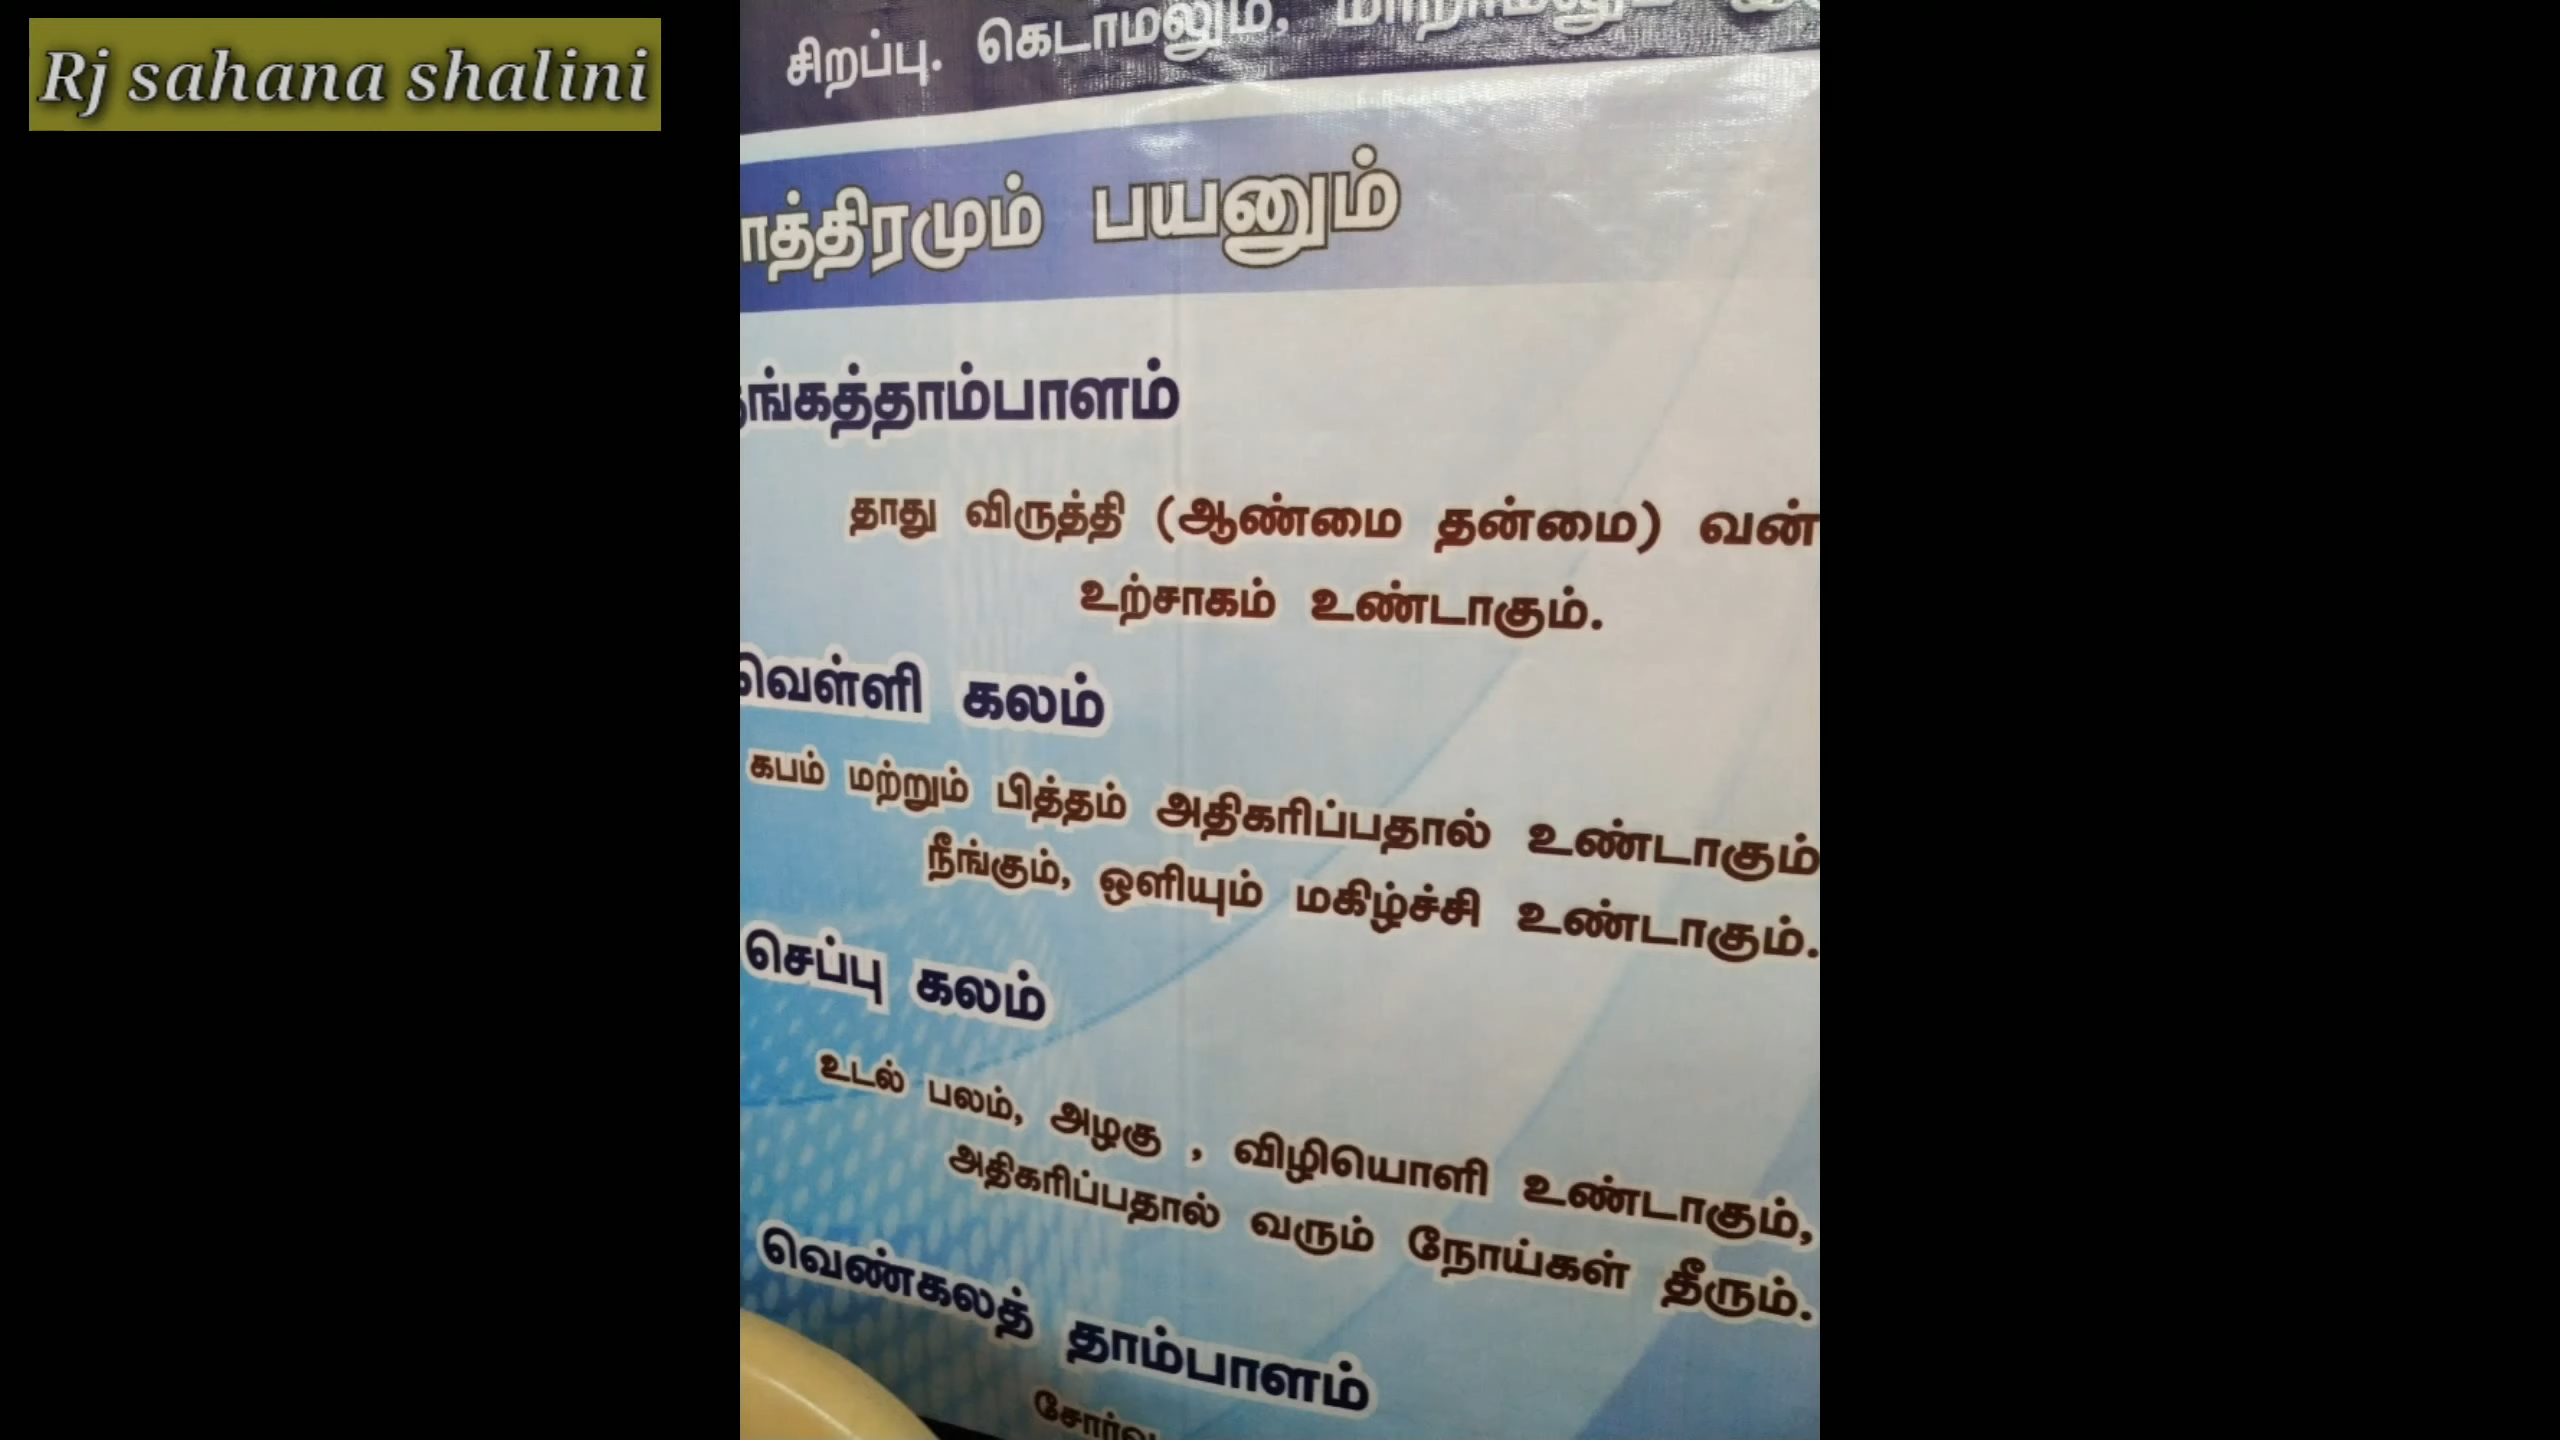 Rj sahana shalini
சிறப்பு. கெடாமலும், மாறாமலும்
ாத்திரமும் பயனும்
தங்கத்தாம்பாளம்
தாது விருத்தி (ஆண்மை தன்மை) வன்
உற்சாகம் உண்டாகும்.
வெள்ளி கலம்
கபம் மற்றும் பித்தம் அதிகரிப்பதால் உண்டாகும்
நீங்கும், ஒளியும் மகிழ்ச்சி உண்டாகும்.
செப்பு கலம்
உடல் பலம், அழகு , விழியொளி உண்டாகும்,
அதிகரிப்பதால் வரும் நோய்கள் தீரும்.
வெண்கலத் தாம்பாளம்